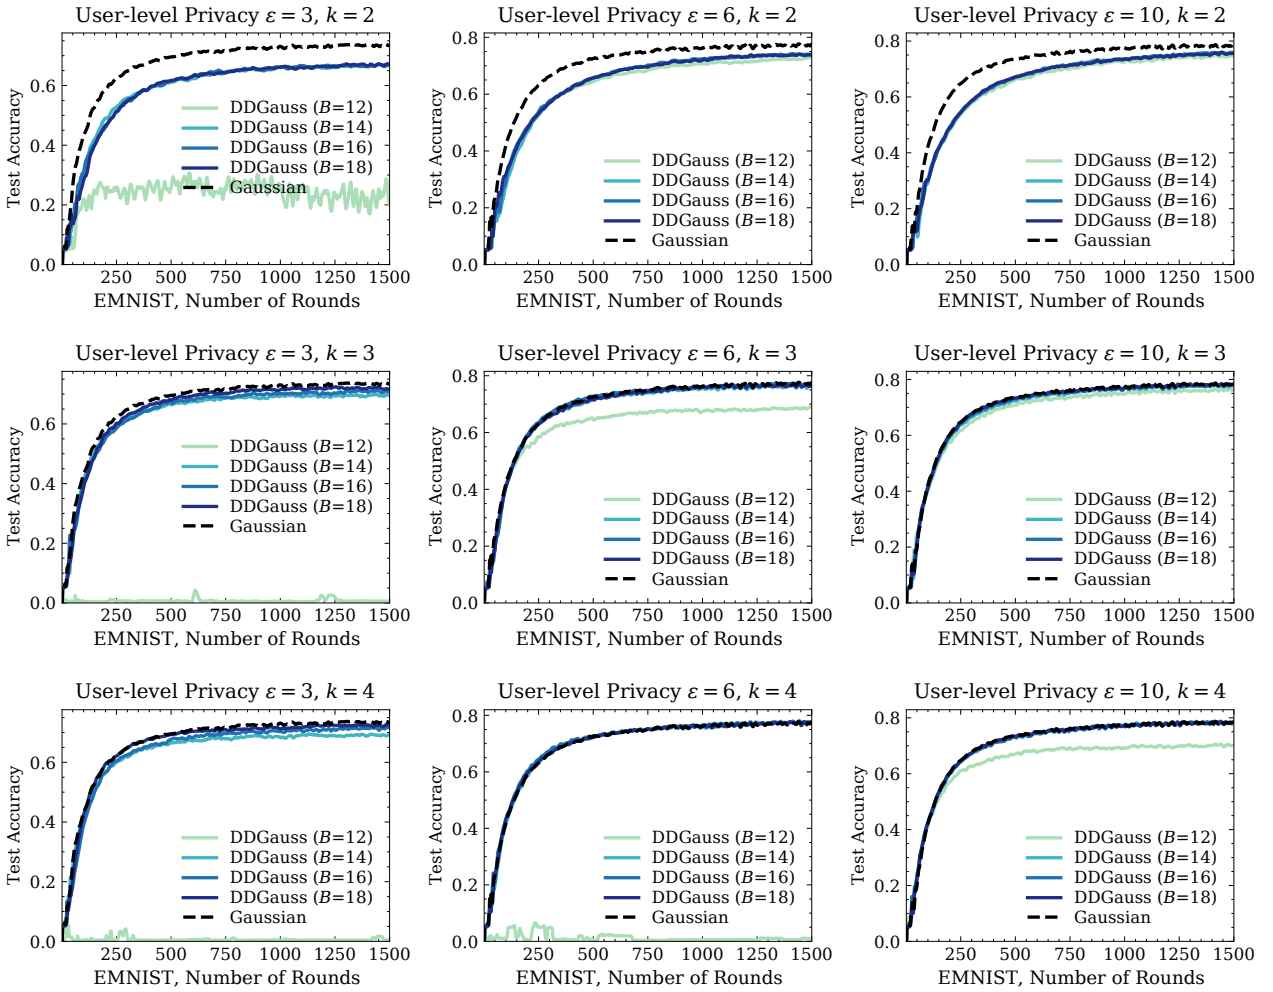 User-level Privacy ε = 3, k = 2
Test Accuracy
0.6
0.4
0.2
0.0
DDGauss (B=12)
DDGauss (B=14)
DDGauss (B=16)
DDGauss (B=18)
Gaussian
250 500 750 1000 1250 1500
EMNIST, Number of Rounds
User-level Privacy ε = 6, k = 2
Test Accuracy
0.8
0.6
0.4
0.2
0.0
DDGauss (B=12)
DDGauss (B=14)
DDGauss (B=16)
DDGauss (B=18)
Gaussian
250 500 750 1000 1250 1500
EMNIST, Number of Rounds
User-level Privacy ε = 10, k = 2
Test Accuracy
0.8
0.6
0.4
0.2
0.0
DDGauss (B=12)
DDGauss (B=14)
DDGauss (B=16)
DDGauss (B=18)
Gaussian
250 500 750 1000 1250 1500
EMNIST, Number of Rounds
User-level Privacy ε = 3, k = 3
Test Accuracy
0.6
0.4
0.2
0.0
DDGauss (B=12)
DDGauss (B=14)
DDGauss (B=16)
DDGauss (B=18)
Gaussian
250 500 750 1000 1250 1500
EMNIST, Number of Rounds
User-level Privacy ε = 6, k = 3
Test Accuracy
0.8
0.6
0.4
0.2
0.0
DDGauss (B=12)
DDGauss (B=14)
DDGauss (B=16)
DDGauss (B=18)
Gaussian
250 500 750 1000 1250 1500
EMNIST, Number of Rounds
User-level Privacy ε = 10, k = 3
Test Accuracy
0.8
0.6
0.4
0.2
0.0
DDGauss (B=12)
DDGauss (B=14)
DDGauss (B=16)
DDGauss (B=18)
Gaussian
250 500 750 1000 1250 1500
EMNIST, Number of Rounds
User-level Privacy ε = 3, k = 4
Test Accuracy
0.6
0.4
0.2
0.0
DDGauss (B=12)
DDGauss (B=14)
DDGauss (B=16)
DDGauss (B=18)
Gaussian
250 500 750 1000 1250 1500
EMNIST, Number of Rounds
User-level Privacy ε = 6, k = 4
Test Accuracy
0.8
0.6
0.4
0.2
0.0
DDGauss (B=12)
DDGauss (B=14)
DDGauss (B=16)
DDGauss (B=18)
Gaussian
250 500 750 1000 1250 1500
EMNIST, Number of Rounds
User-level Privacy ε = 10, k = 4
Test Accuracy
0.8
0.6
0.4
0.2
0.0
DDGauss (B=12)
DDGauss (B=14)
DDGauss (B=16)
DDGauss (B=18)
Gaussian
250 500 750 1000 1250 1500
EMNIST, Number of Rounds